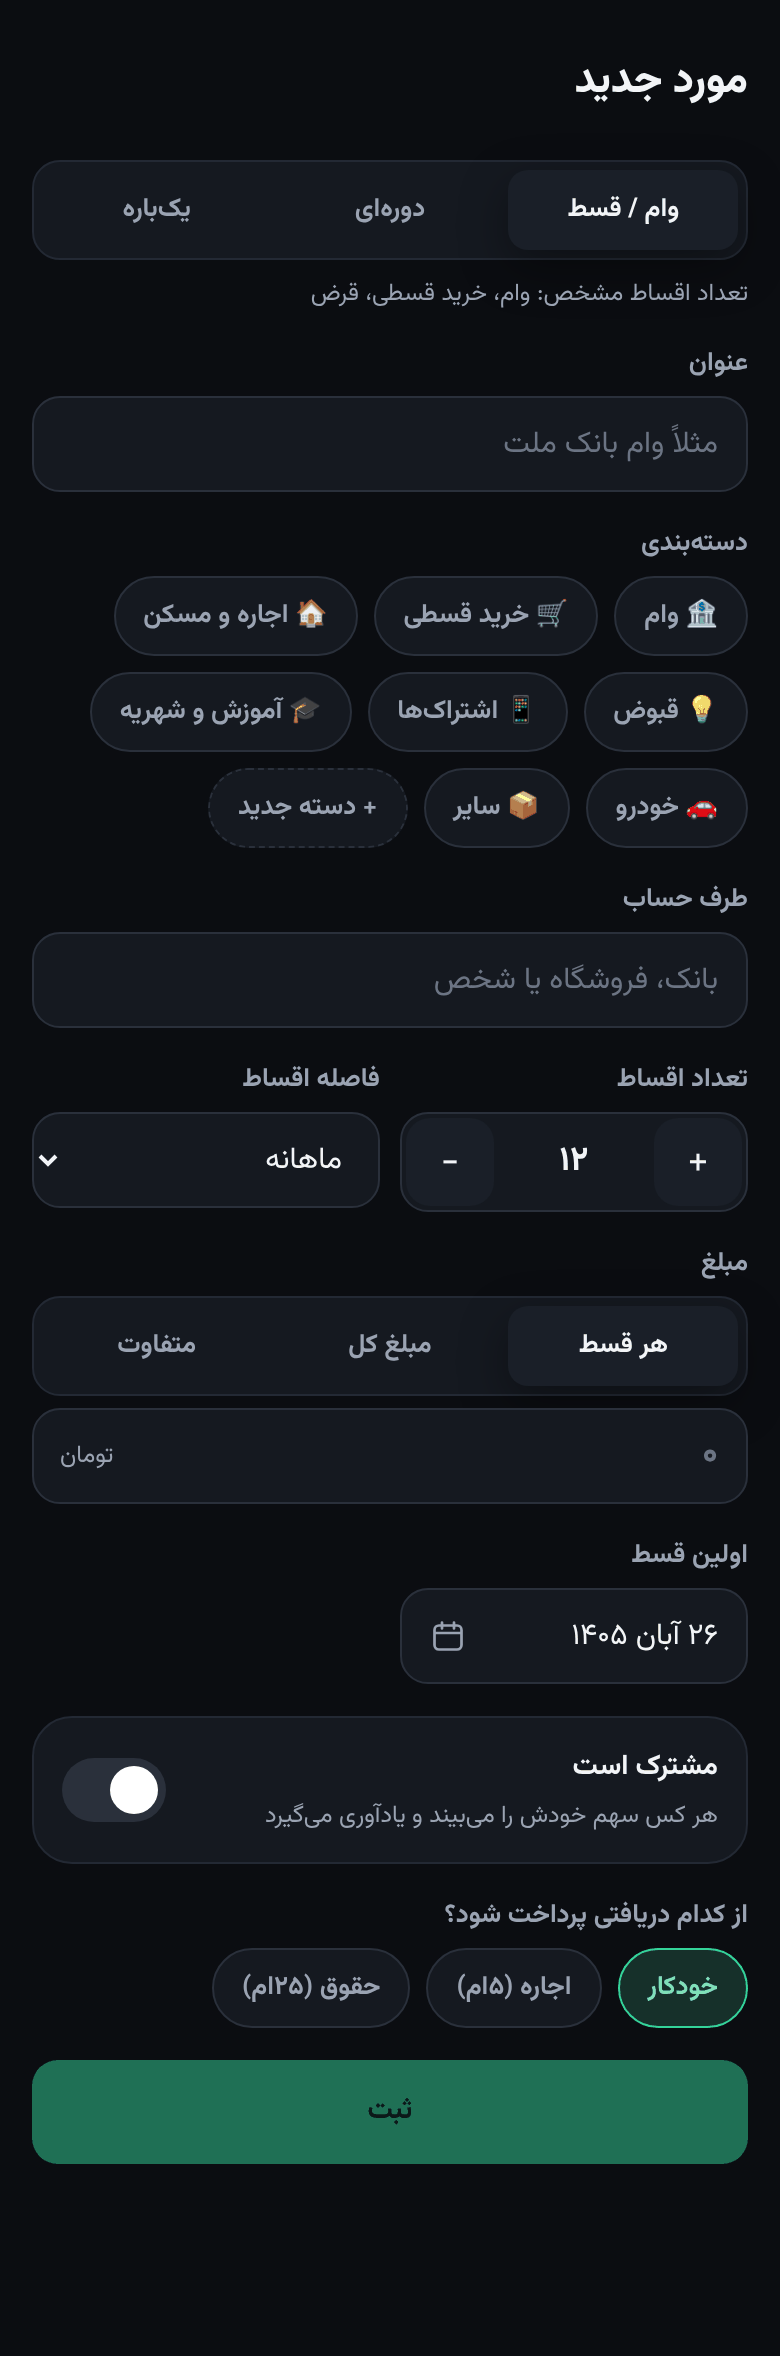 مورد جدید
وام / قسط
دوره‌ای
یک‌باره
تعداد اقساط مشخص: وام، خرید قسطی، قرض
عنوان
مثلاً وام بانک ملت
دسته‌بندی
🏦 وام
🛒 خرید قسطی
🏠 اجاره و مسکن
💡 قبوض
📱 اشتراک‌ها
🎓 آموزش و شهریه
🚗 خودرو
📦 سایر
+ دسته جدید
طرف حساب
بانک، فروشگاه یا شخص
تعداد اقساط
فاصله اقساط
+
۱۲
−
ماهانه
مبلغ
هر قسط
مبلغ کل
متفاوت
۰
تومان
اولین قسط
۲۶ آبان ۱۴۰۵
مشترک است
هر کس سهم خودش را می‌بیند و یادآوری می‌گیرد
از کدام دریافتی پرداخت شود؟
خودکار
اجاره (۵ام)
حقوق (۲۵ام)
ثبت